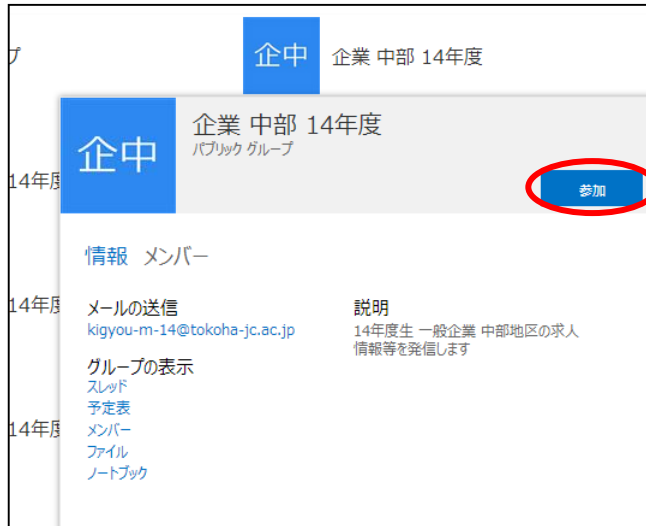 プ
企中 企業 中部 14年度
企中
企業 中部 14年度
パブリック グループ
14年度
参加
情報 メンバー
14年度
メールの送信
kigyou-m-14@tokoha-jc.ac.jp
説明
14年度生 一般企業 中部地区の求人
情報等を発信します
グループの表示
スレッド
予定表
14年度
メンバー
ファイル
ノートブック